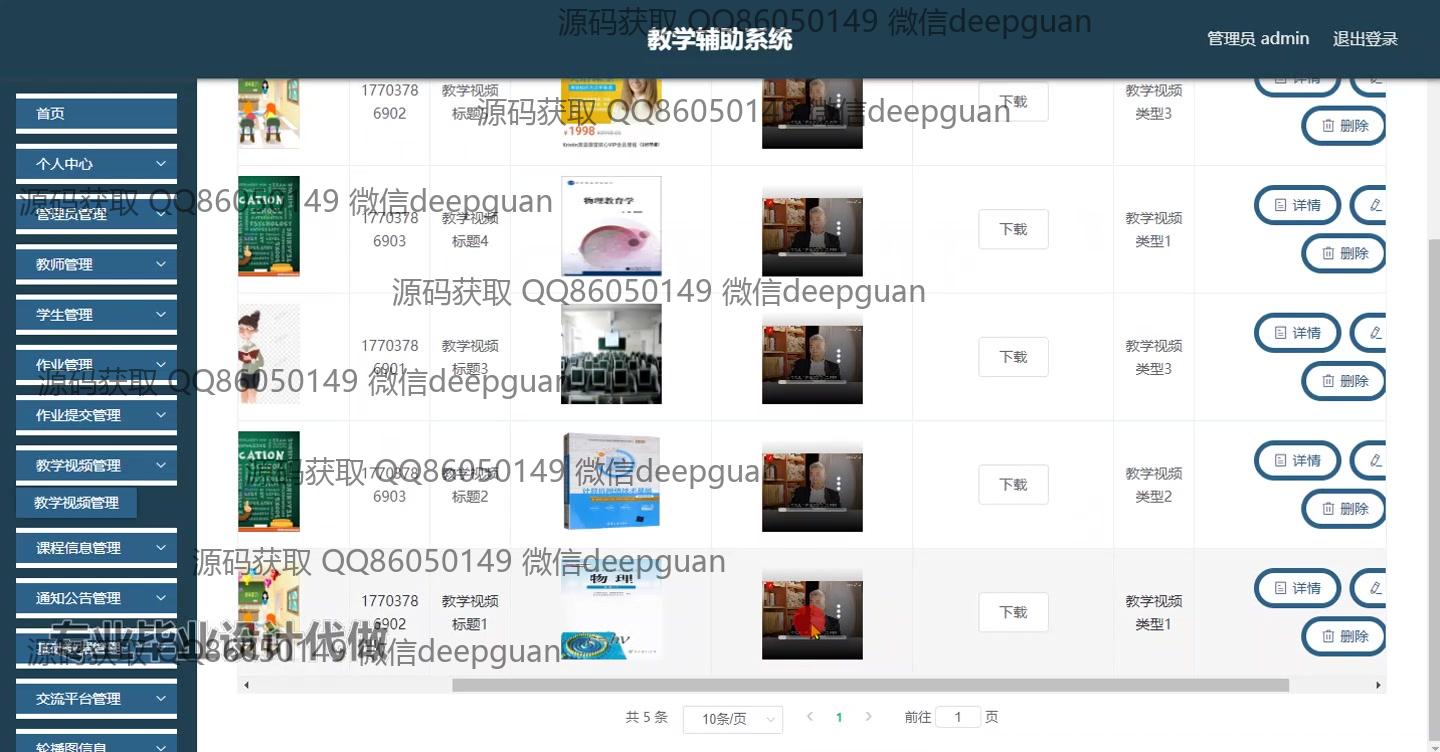 源码获取 QQ86050149 微信deepguan
教学辅助系统
管理员 admin
退出登录
首页
个人中心
管理员管理
教师管理
学生管理
作业管理
作业提交管理
教学视频管理
教学视频管理
课程信息管理
通知公告管理
交流平台管理
轮播图信息
1770378
6902
教学视频
标题5
¥1998
下载
教学视频
类型3
详情
删除
源码获取 QQ86050149 微信deepguan
源码获取 QQ86050149 微信deepguan
CATION
1770378
6903
教学视频
标题4
物理教育学
下载
教学视频
类型1
详情
删除
源码获取 QQ86050149 微信deepguan
1770378
6901
教学视频
标题3
下载
教学视频
类型3
详情
删除
源码获取 QQ86050149 微信deepguan
CATION
1770378
6903
教学视频
标题2
下载
教学视频
类型2
详情
删除
源码获取 QQ86050149 微信deepguan
源码获取 QQ86050149 微信deepguan
1770378
6902
教学视频
标题1
物理
下载
教学视频
类型1
详情
删除
专业毕业设计代做
源码获取 QQ86050149 微信deepguan
共 5 条
10条/页
1
前往
1
页